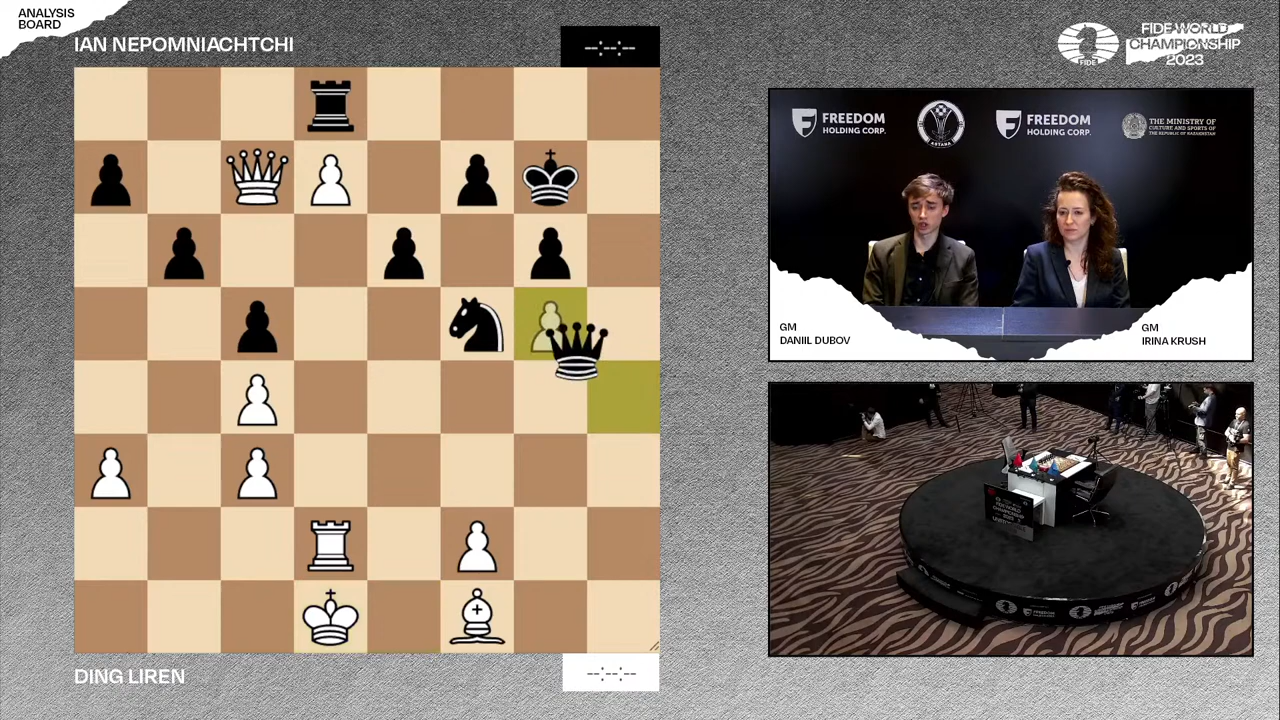 ANALYSIS
BOARD
IAN NEPOMNIACHTCHI
--:--:--
FIDE
FIDE WORLD
CHAMPIONSHIP
2023
FREEDOM
HOLDING CORP.
FREEDOM
HOLDING CORP.
THE MINISTRY OF
CULTURE AND SPORTS OF
THE REPUBLIC OF KAZAKHSTAN
GM
DANIIL DUBOV
GM
IRINA KRUSH
DING LIREN
--:--:--